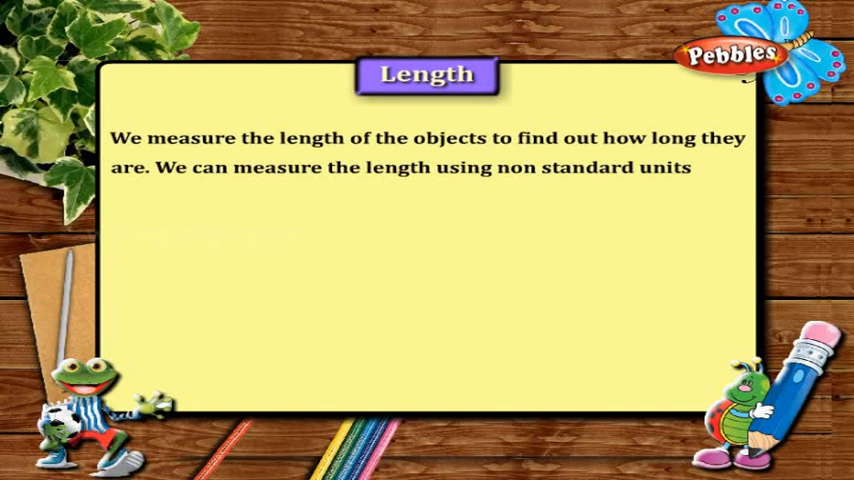 Pebbles
Length
We measure the length of the objects to find out how long they
are. We can measure the length using non standard units